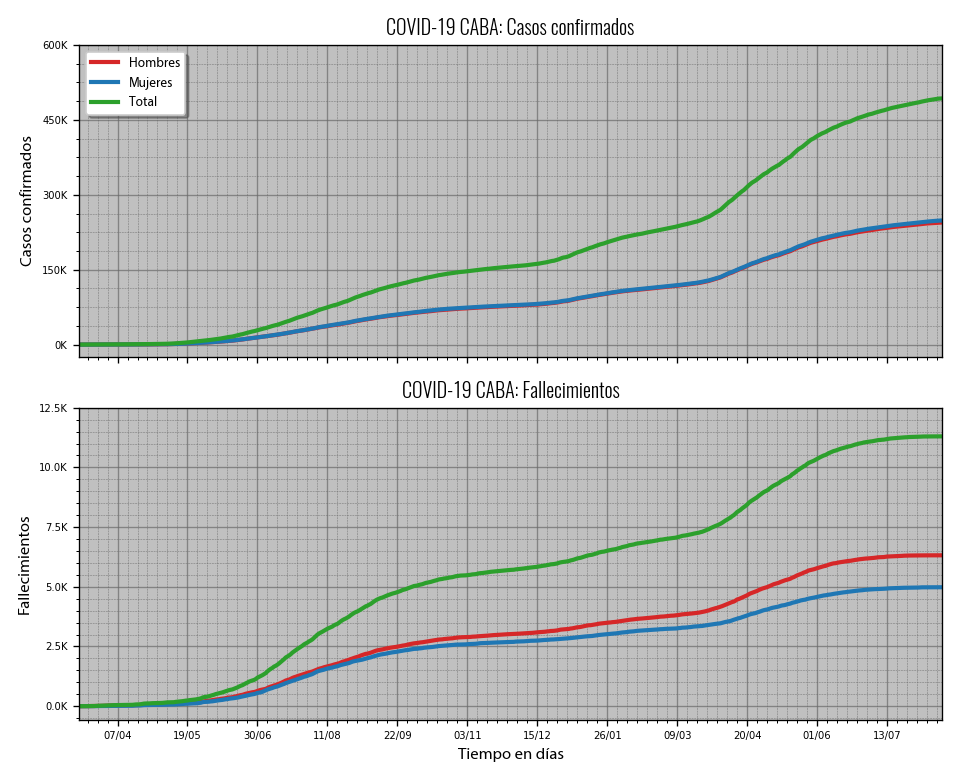 COVID-19 CABA: Casos confirmados
600K
450K
300K
150K
0K
Casos confirmados
Hombres
Mujeres
Total
COVID-19 CABA: Fallecimientos
12.5K
10.0K
7.5K
5.0K
2.5K
0.0K
Fallecimientos
07/04 19/05 30/06 11/08 22/09 03/11 15/12 26/01 09/03 20/04 01/06 13/07
Tiempo en días